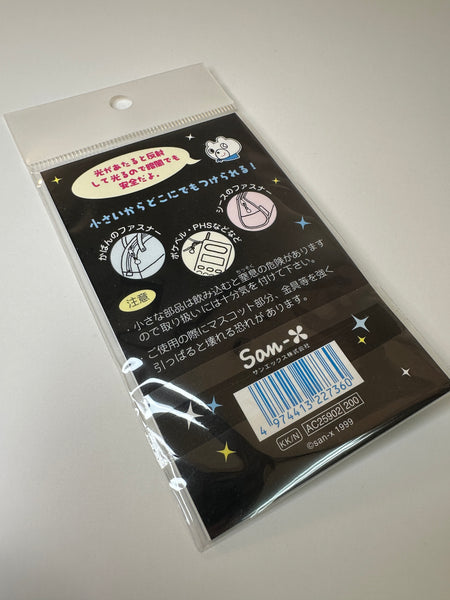 光があたると反射
して光るので夜間でも
安全だよ。
小さいからどこにでもつけられる!
かばんのファスナー
ポケベル・PHSなどなど
シューズのファスナー
注意
・小さな部品は飲み込むと窒息の危険があります
ちっそく
ので取り扱いには十分気を付けて下さい。
・ご使用の際にマスコット部分、金具等を強く
引っぱると壊れる恐れがあります。
San-X
サンエックス株式会社
4 974413 227360
KK/N AC25902 200
©san-x 1999